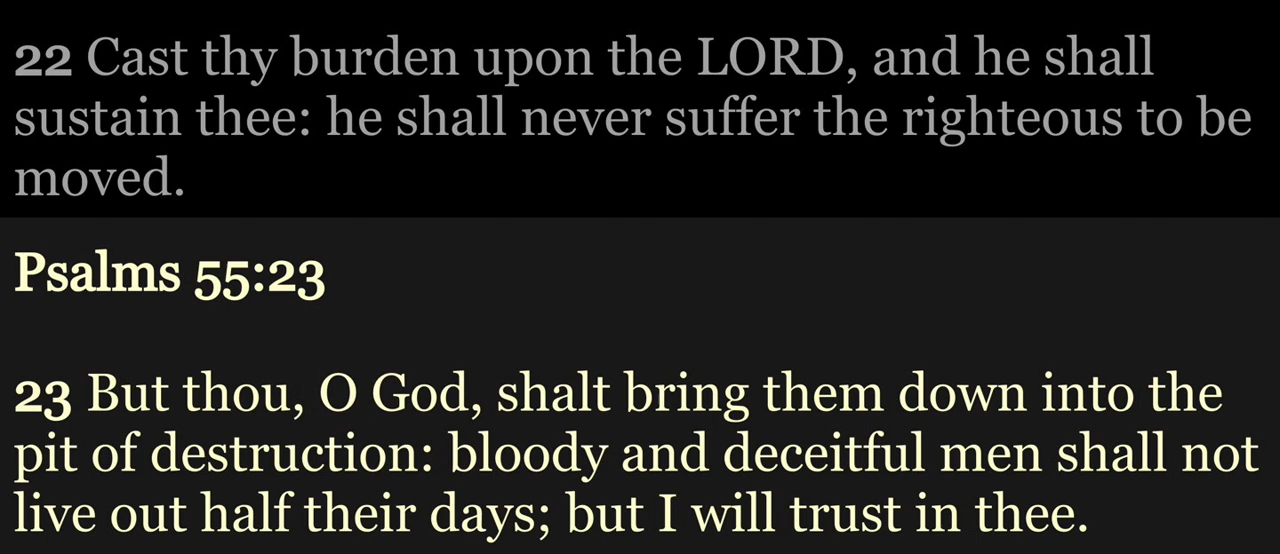 22 Cast thy burden upon the LORD, and he shall
sustain thee: he shall never suffer the righteous to be
moved.
Psalms 55:23
23 But thou, O God, shalt bring them down into the
pit of destruction: bloody and deceitful men shall not
live out half their days; but I will trust in thee.